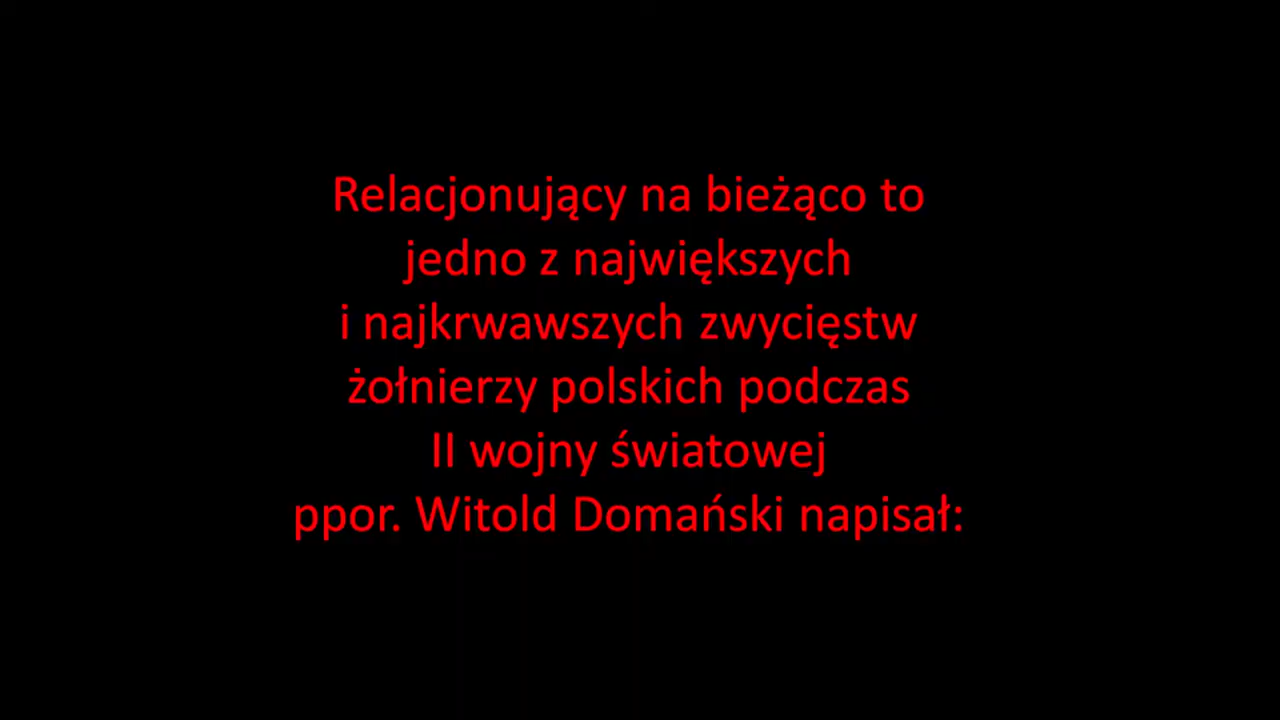 Relacjonujący na bieżąco to
jedno z największych
i najkrwawszych zwycięstw
żołnierzy polskich podczas
II wojny światowej
ppor. Witold Domański napisał: